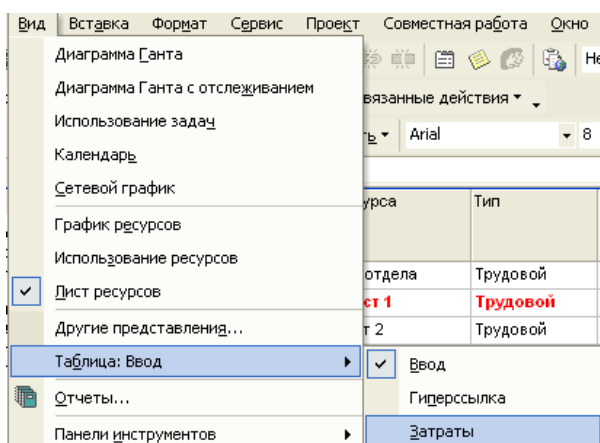 Вид Вставка Формат Сервис Проект Совместная работа Окно
Диаграмма Ганта
Диаграмма Ганта с отслеживанием
действия
Использование задач
Arial 8
Календарь
Сетевой график
Тип
График ресурсов
Использование ресурсов
отдела Трудовой
Лист ресурсов
1 Трудовой
Другие представления...
2 Трудовой
Таблица: Ввод
Ввод
Отчеты...
Гиперссылка
Панели инструментов
Затраты